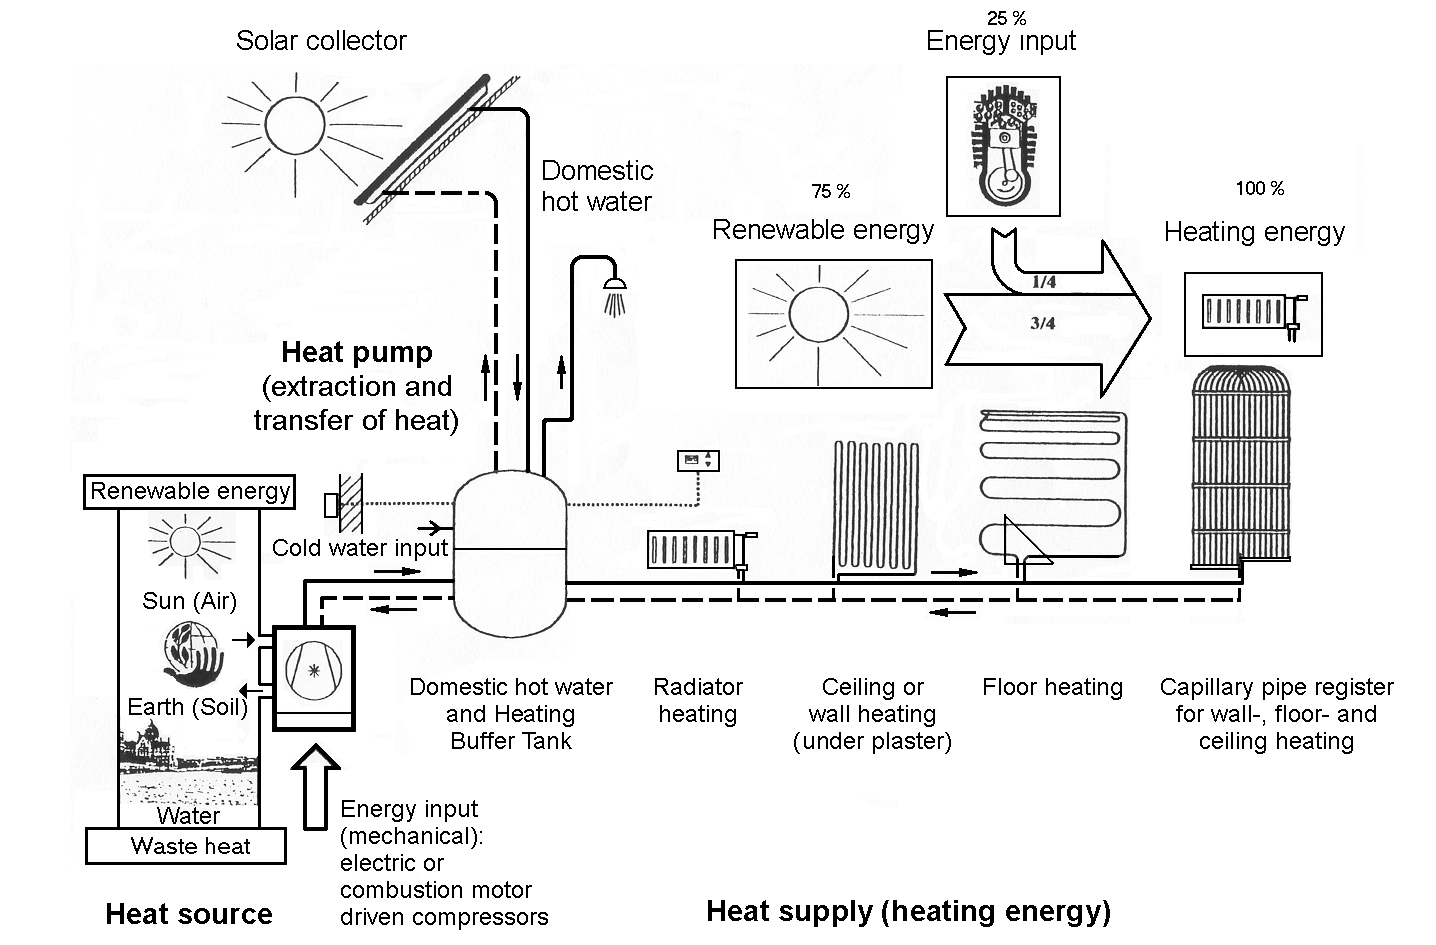 Solar collector
25 %
Energy input
Domestic
hot water
75 %
Renewable energy
100 %
Heating energy
1/4
3/4
Heat pump
(extraction and
transfer of heat)
Renewable energy
Cold water input
Sun (Air)
Earth (Soil)
Water
Waste heat
Heat source
Energy input
(mechanical):
electric or
combustion motor
driven compressors
Domestic hot water
and Heating
Buffer Tank
Radiator
heating
Ceiling or
wall heating
(under plaster)
Floor heating
Capillary pipe register
for wall-, floor- and
ceiling heating
Heat supply (heating energy)